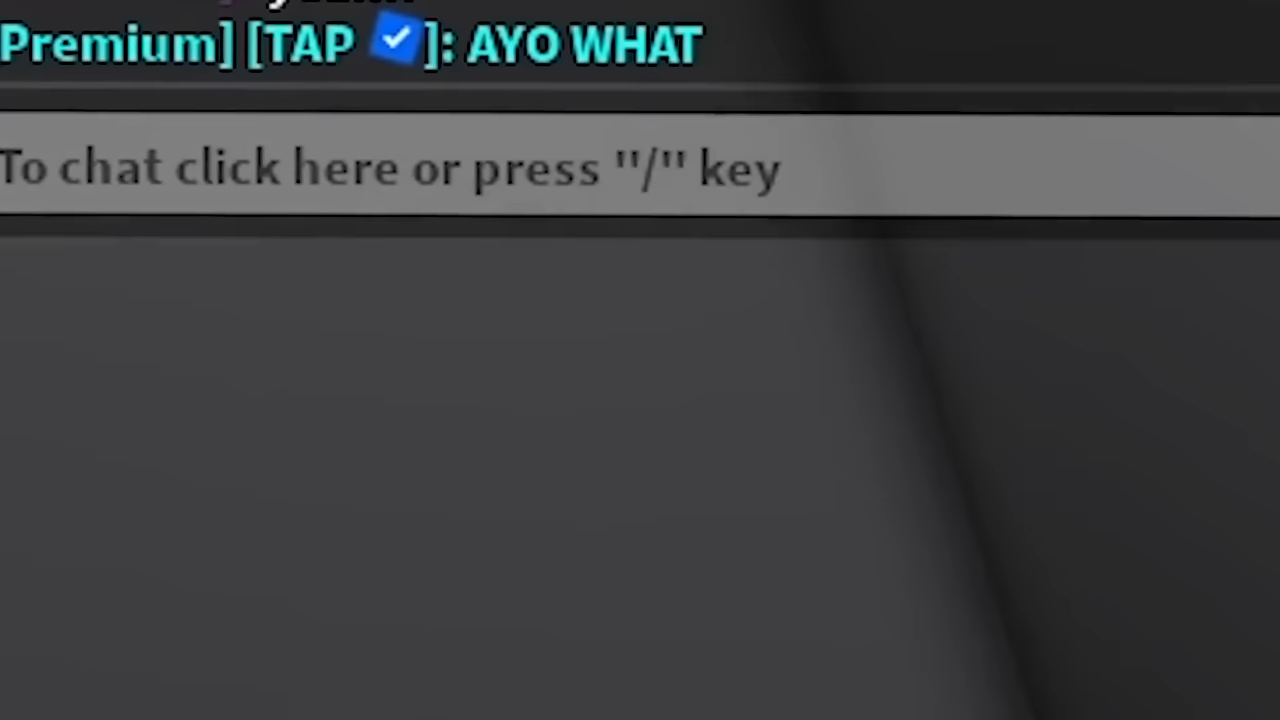 Premium] [TAP ☑️]: AYO WHAT
To chat click here or press "/" key